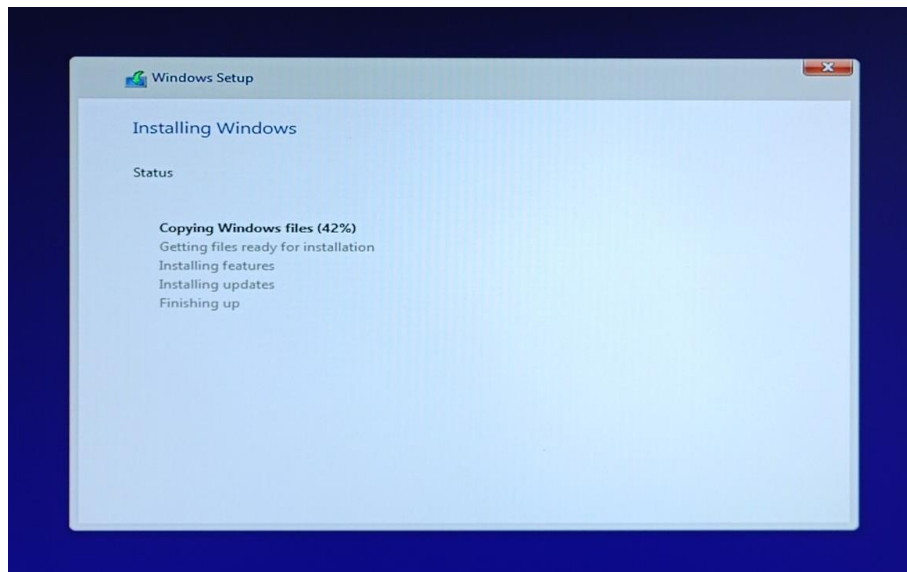 Windows Setup
Installing Windows
Status
Copying Windows files (42%)
Getting files ready for installation
Installing features
Installing updates
Finishing up